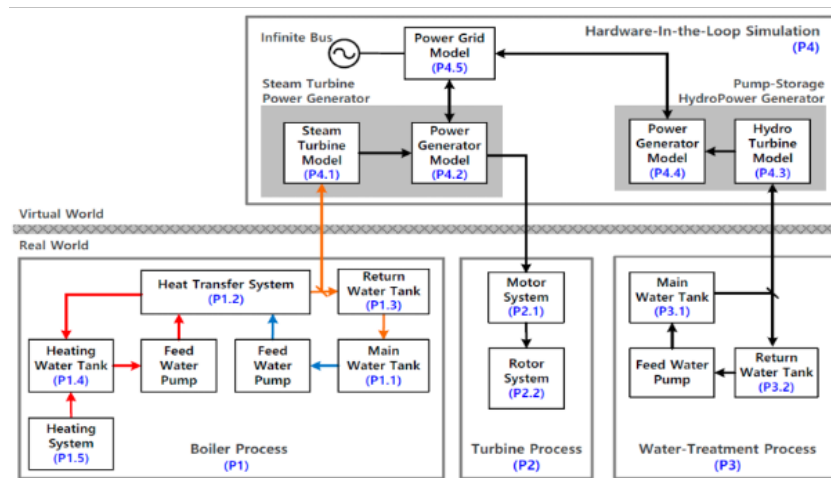 Hardware-In-the-Loop Simulation
(P4)
Infinite Bus
Power Grid
Model
(P4.5)
Steam Turbine
Power Generator
Pump-Storage
HydroPower Generator
Steam
Turbine
Model
(P4.1)
Power
Generator
Model
(P4.2)
Power
Generator
Model
(P4.4)
Hydro
Turbine
Model
(P4.3)
Virtual World
Real World
Heat Transfer System
(P1.2)
Return
Water Tank
(P1.3)
Heating
Water Tank
(P1.4)
Feed
Water
Pump
Feed
Water
Pump
Main
Water Tank
(P1.1)
Heating
System
(P1.5)
Boiler Process
(P1)
Motor
System
(P2.1)
Rotor
System
(P2.2)
Turbine Process
(P2)
Main
Water Tank
(P3.1)
Feed Water
Pump
Return
Water Tank
(P3.2)
Water-Treatment Process
(P3)